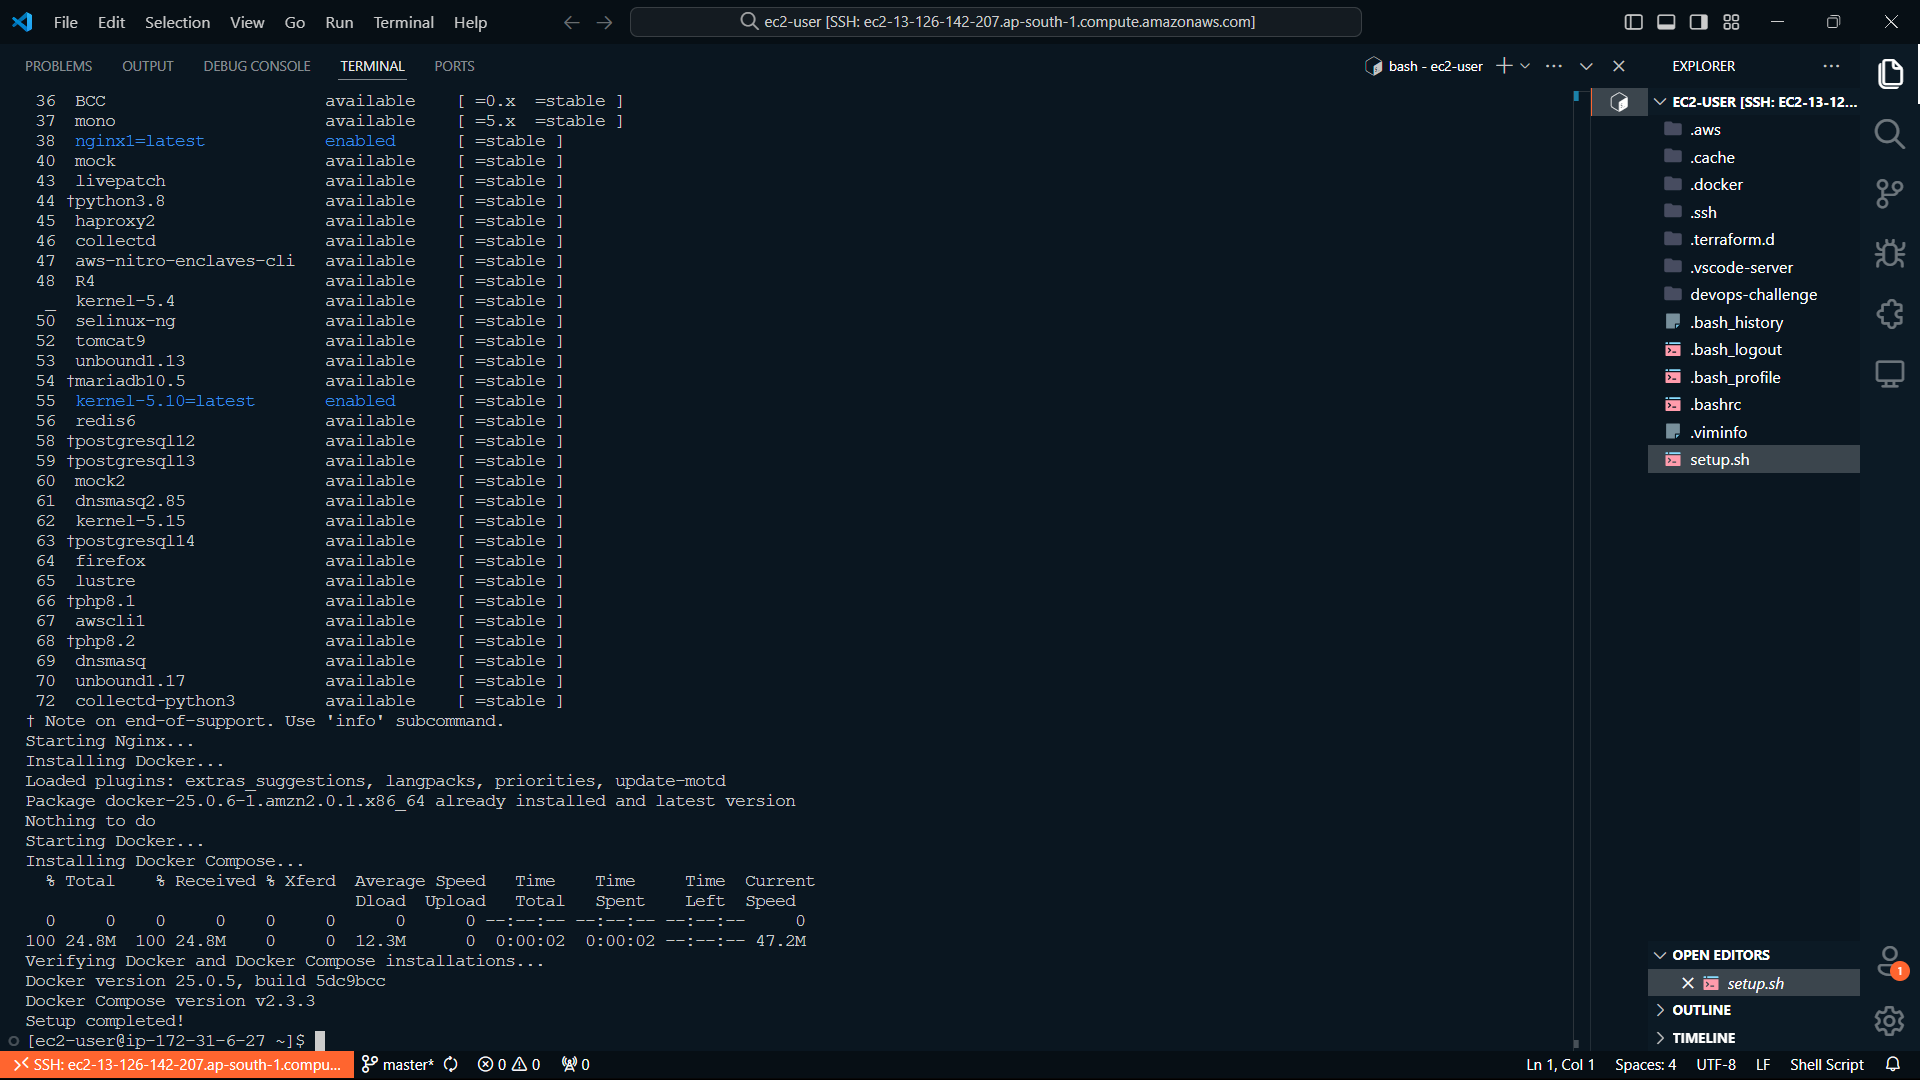 File Edit Selection View Go Run Terminal Help
ec2-user [SSH: ec2-13-126-142-207.ap-south-1.compute.amazonaws.com]
PROBLEMS OUTPUT DEBUG CONSOLE TERMINAL PORTS
bash - ec2-user
36 BCC available [ =0.x =stable ]
37 mono available [ =5.x =stable ]
38 nginx1=latest enabled [ =stable ]
40 mock available [ =stable ]
43 livepatch available [ =stable ]
44 †python3.8 available [ =stable ]
45 haproxy2 available [ =stable ]
46 collectd available [ =stable ]
47 aws-nitro-enclaves-cli available [ =stable ]
48 R4 available [ =stable ]
_ kernel-5.4 available [ =stable ]
50 selinux-ng available [ =stable ]
52 tomcat9 available [ =stable ]
53 unbound1.13 available [ =stable ]
54 †mariadb10.5 available [ =stable ]
55 kernel-5.10=latest enabled [ =stable ]
56 redis6 available [ =stable ]
58 †postgresql12 available [ =stable ]
59 †postgresql13 available [ =stable ]
60 mock2 available [ =stable ]
61 dnsmasq2.85 available [ =stable ]
62 kernel-5.15 available [ =stable ]
63 †postgresql14 available [ =stable ]
64 firefox available [ =stable ]
65 lustre available [ =stable ]
66 †php8.1 available [ =stable ]
67 awscli1 available [ =stable ]
68 †php8.2 available [ =stable ]
69 dnsmasq available [ =stable ]
70 unbound1.17 available [ =stable ]
72 collectd-python3 available [ =stable ]
† Note on end-of-support. Use 'info' subcommand.
Starting Nginx...
Installing Docker...
Loaded plugins: extras_suggestions, langpacks, priorities, update-motd
Package docker-25.0.6-1.amzn2.0.1.x86_64 already installed and latest version
Nothing to do
Starting Docker...
Installing Docker Compose...
% Total % Received % Xferd Average Speed Time Time Time Current
Dload Upload Total Spent Left Speed
0 0 0 0 0 0 0 0 --:--:-- --:--:-- --:--:-- 0
100 24.8M 100 24.8M 0 0 12.3M 0 0:00:02 0:00:02 --:--:-- 47.2M
Verifying Docker and Docker Compose installations...
Docker version 25.0.5, build 5dc9bcc
Docker Compose version v2.3.3
Setup completed!
[ec2-user@ip-172-31-6-27 ~]$
EXPLORER
EC2-USER [SSH: EC2-13-12...
.aws
.cache
.docker
.ssh
.terraform.d
.vscode-server
devops-challenge
.bash_history
.bash_logout
.bash_profile
.bashrc
.viminfo
setup.sh
OPEN EDITORS
setup.sh
OUTLINE
TIMELINE
1
SSH: ec2-13-126-142-207.ap-south-1.compu... master* 0 0 0 Ln 1, Col 1 Spaces: 4 UTF-8 LF Shell Script